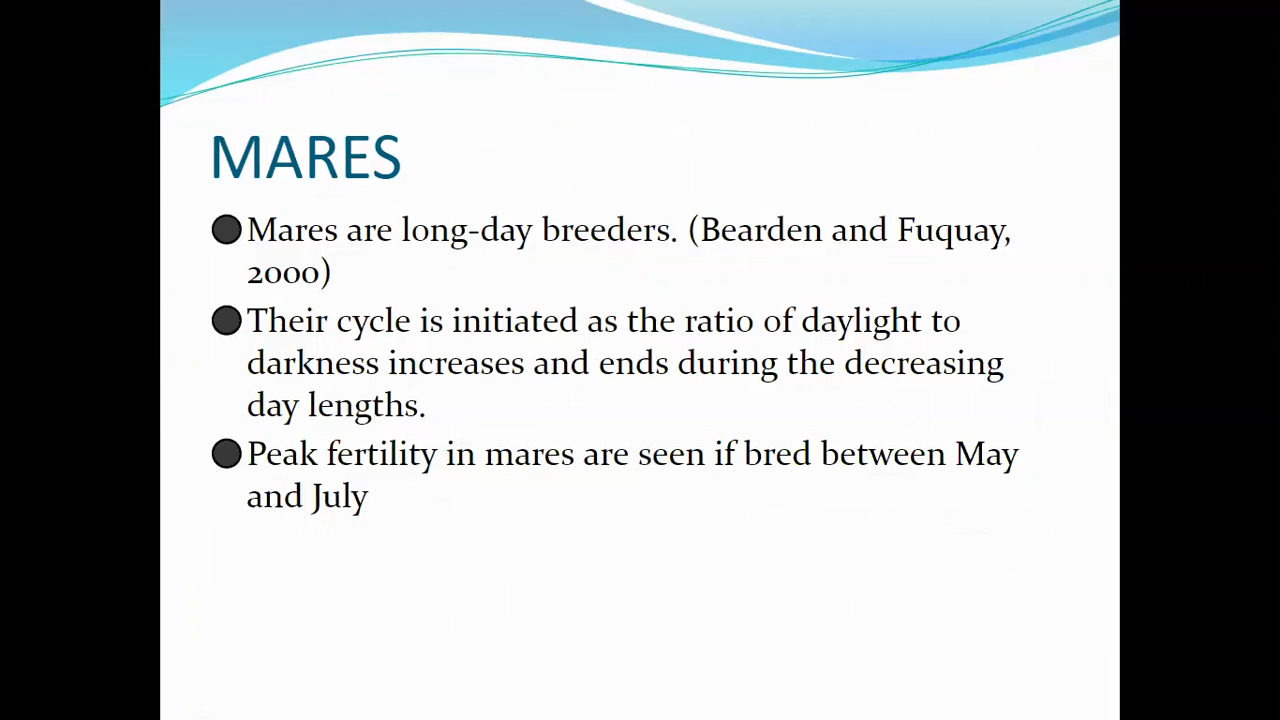 MARES
Mares are long-day breeders. (Bearden and Fuquay,
2000)
Their cycle is initiated as the ratio of daylight to
darkness increases and ends during the decreasing
day lengths.
Peak fertility in mares are seen if bred between May
and July